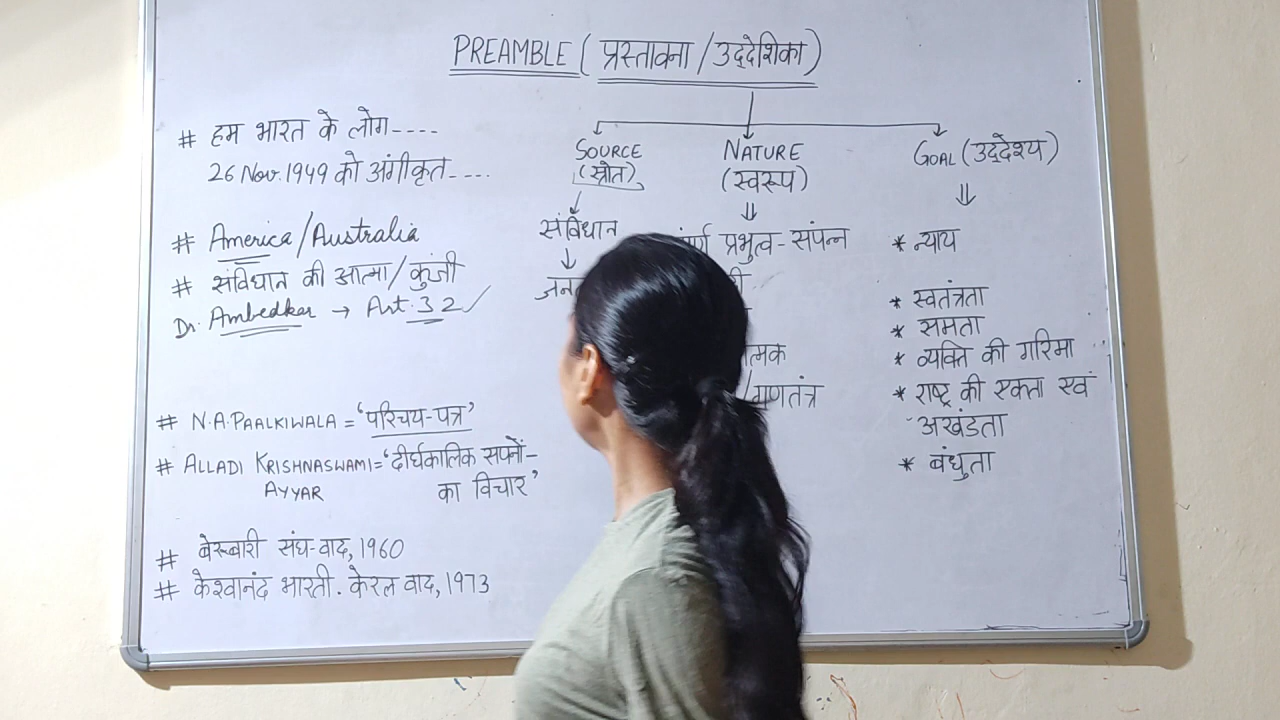 PREAMBLE (प्रस्तावना/उद्देशिका)
# हम भारत के लोग----
26 Nov. 1949 को अंगीकृत----
# America/Australia
# संविधान की आत्मा/कुंजी
Dr. Ambedkar → Art. 32 ✓
# N.A. PAALKIWALA = 'परिचय-पत्र'
# ALLADI KRISHNASWAMI = 'दीर्घकालिक सपनों-
AYYAR का विचार'
# बेरूबारी संघ-वाद, 1960
# केश्वानंद भारती. केरल वाद, 1973
SOURCE
(स्रोत)
संविधान
NATURE
(स्वरूप)
प्रभुत्व-संपन्न
/गणतंत्र
GOAL (उद्देश्य)
* न्याय
* स्वतंत्रता
* समता
* व्यक्ति की गरिमा
* राष्ट्र की एकता एवं
अखंडता
* बंधुता